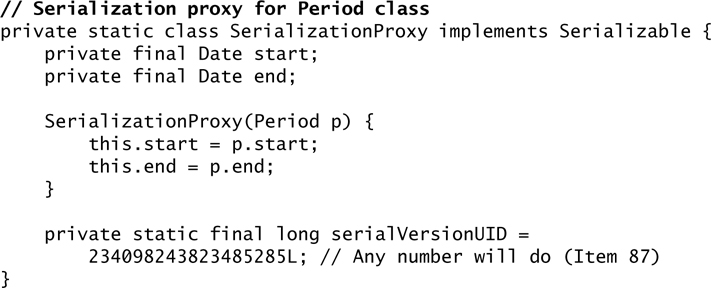 // Serialization proxy for Period class
private static class SerializationProxy implements Serializable {
    private final Date start;
    private final Date end;

    SerializationProxy(Period p) {
        this.start = p.start;
        this.end = p.end;
    }

    private static final long serialVersionUID =
        234098243823485285L; // Any number will do (Item 87)
}